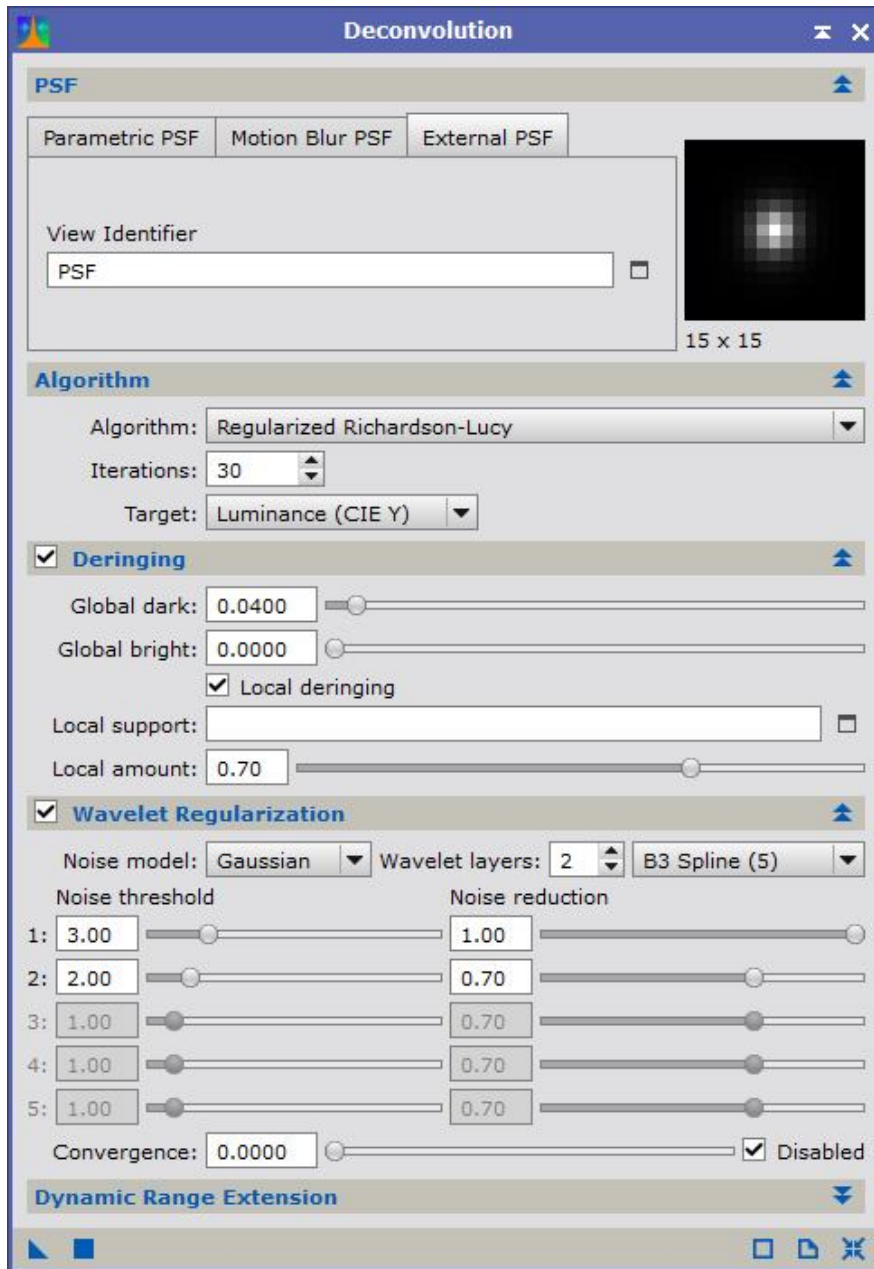 Deconvolution
PSF
Parametric PSF Motion Blur PSF External PSF
View Identifier
PSF
15 x 15
Algorithm
Algorithm: Regularized Richardson-Lucy
Iterations: 30
Target: Luminance (CIE Y)
Deringing
Global dark: 0.0400
Global bright: 0.0000
Local deringing
Local support:
Local amount: 0.70
Wavelet Regularization
Noise model: Gaussian Wavelet layers: 2 B3 Spline (5)
Noise threshold Noise reduction
1: 3.00 1.00
2: 2.00 0.70
3: 1.00 0.70
4: 1.00 0.70
5: 1.00 0.70
Convergence: 0.0000 Disabled
Dynamic Range Extension